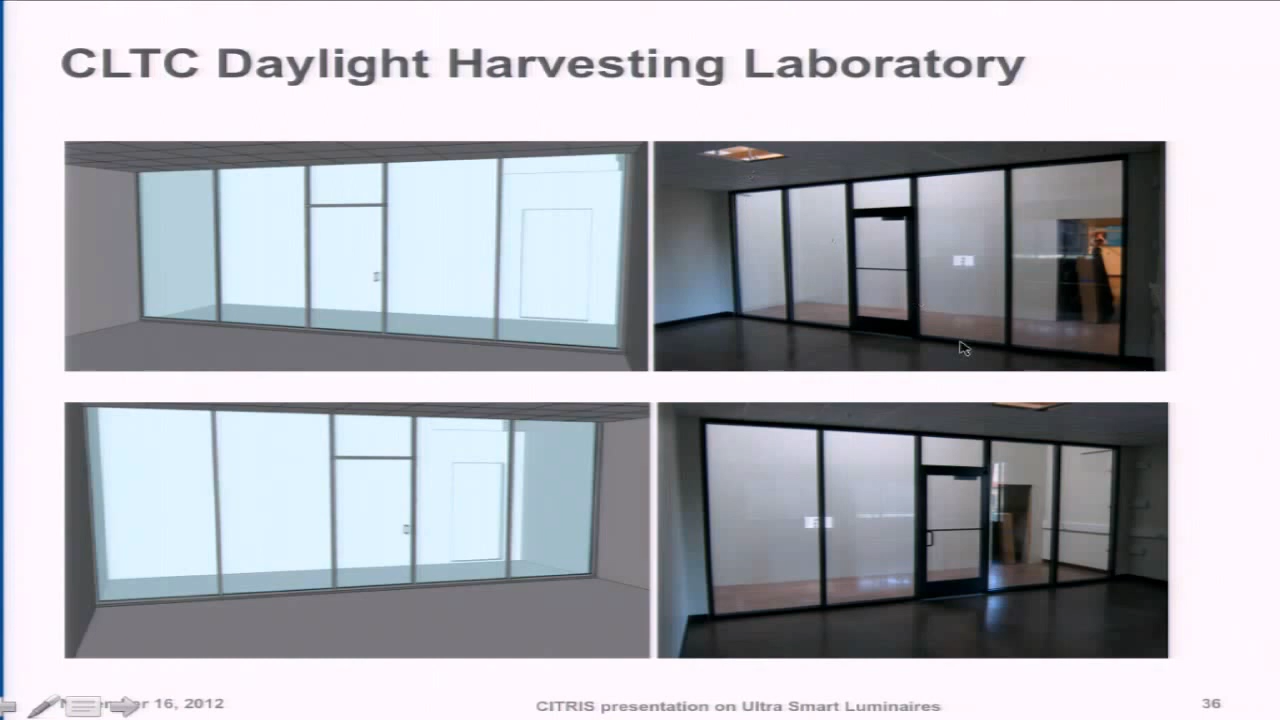 CLTC Daylight Harvesting Laboratory
16, 2012
CITRIS presentation on Ultra Smart Luminaires
36